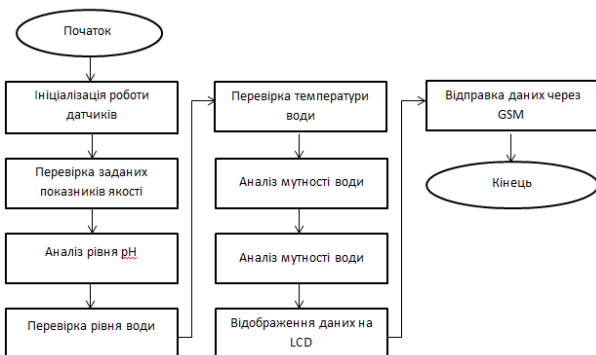 Початок
Ініціалізація роботи
датчиків
Перевірка заданих
показників якості
Аналіз рівня pH
Перевірка рівня води
Перевірка температури
води
Аналіз мутності води
Аналіз мутності води
Відображення даних на
LCD
Відправка даних через
GSM
Кінець